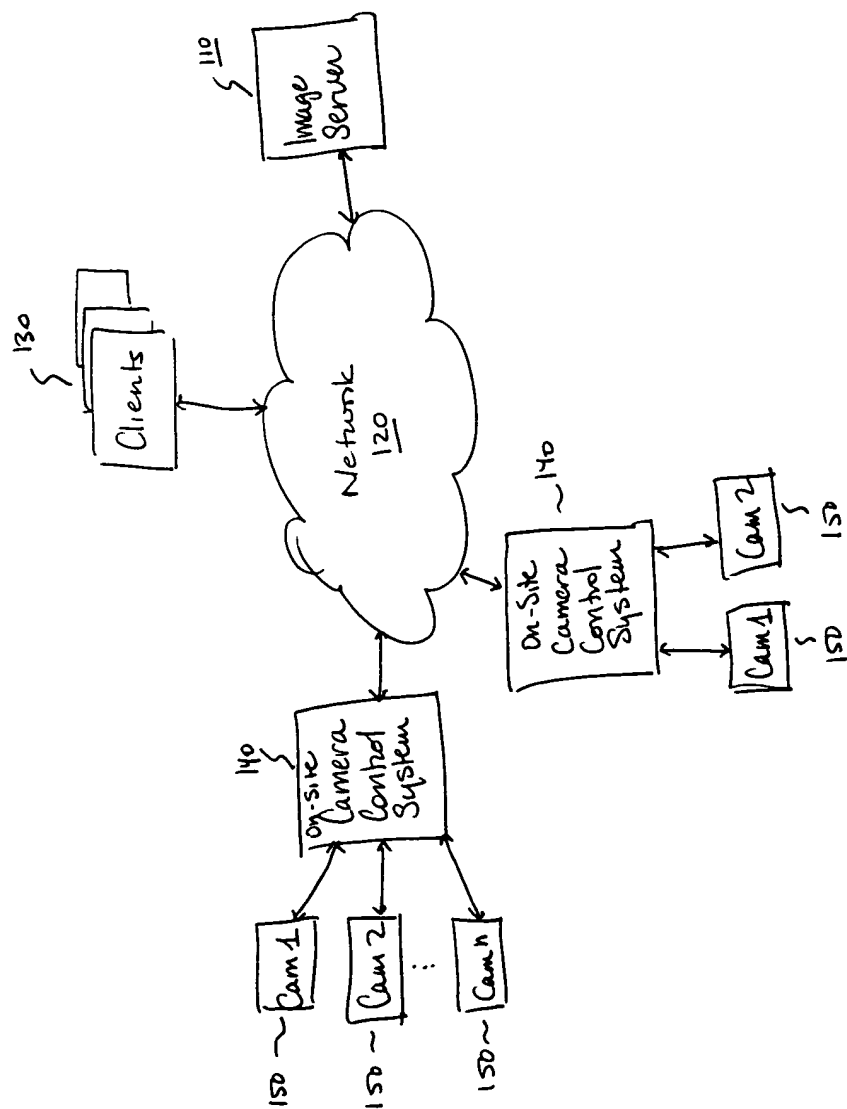 110
Image
Server
130
Clients
Network
120
140
On-Site
Camera
Control
System
140
On-Site
Camera
Control
System
Cam 1
150
Cam 2
150
150
Cam 1
150
Cam 2
...
150
Cam n